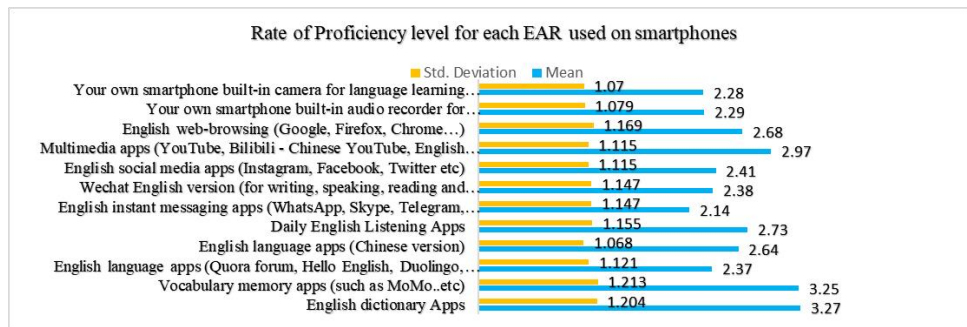 Rate of Proficiency level for each EAR used on smartphones
Std. Deviation Mean
Your own smartphone built-in camera for language learning… 1.07 2.28
Your own smartphone built-in audio recorder for… 1.079 2.29
English web-browsing (Google, Firefox, Chrome…) 1.169 2.68
Multimedia apps (YouTube, Bilibili - Chinese YouTube, English… 1.115 2.97
English social media apps (Instagram, Facebook, Twitter etc) 1.115 2.41
Wechat English version (for writing, speaking, reading and… 1.147 2.38
English instant messaging apps (WhatsApp, Skype, Telegram,… 1.147 2.14
Daily English Listening Apps 1.155 2.73
English language apps (Chinese version) 1.068 2.64
English language apps (Quora forum, Hello English, Duolingo,… 1.121 2.37
Vocabulary memory apps (such as MoMo..etc) 1.213 3.25
English dictionary Apps 1.204 3.27